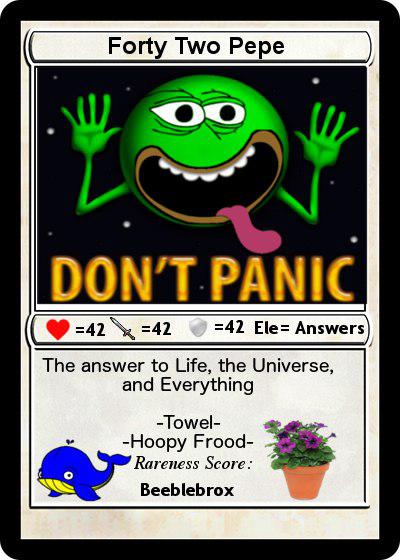 Forty Two Pepe
DON'T PANIC
=42 =42 =42 Ele= Answers
The answer to Life, the Universe,
and Everything
-Towel-
-Hoopy Frood-
Rareness Score:
Beeblebrox